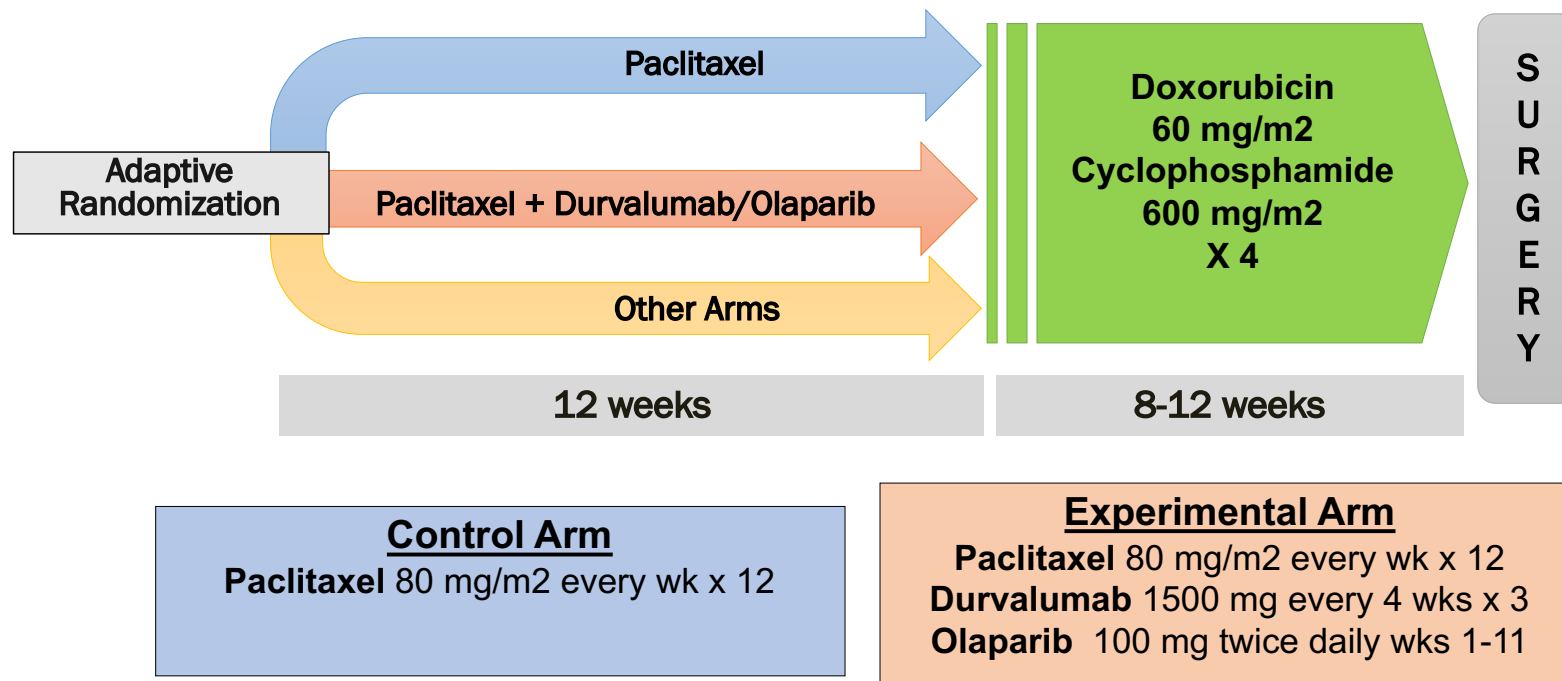 Paclitaxel
Adaptive
Randomization
Paclitaxel + Durvalumab/Olaparib
Other Arms
Doxorubicin
60 mg/m2
Cyclophosphamide
600 mg/m2
X 4
S
U
R
G
E
R
Y
12 weeks
8-12 weeks
Control Arm
Paclitaxel 80 mg/m2 every wk x 12
Experimental Arm
Paclitaxel 80 mg/m2 every wk x 12
Durvalumab 1500 mg every 4 wks x 3
Olaparib 100 mg twice daily wks 1-11